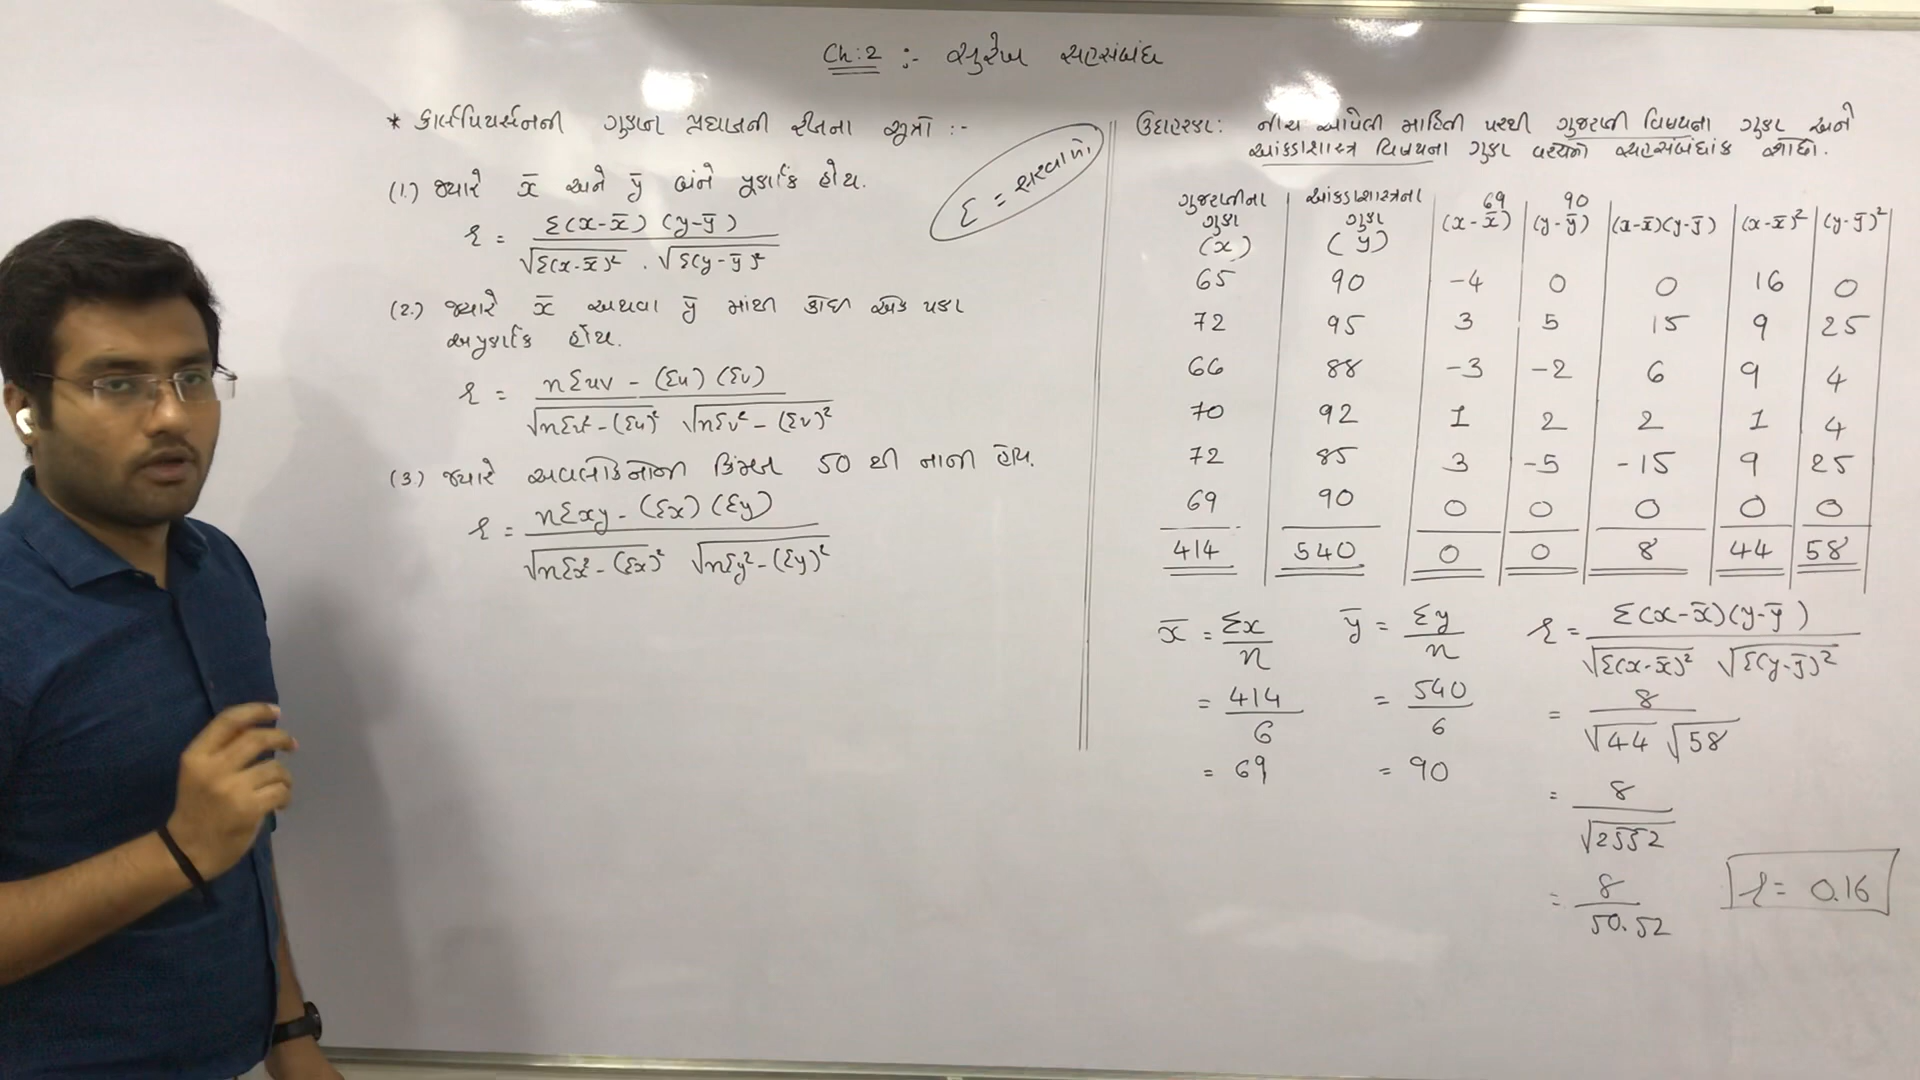 Ch:2 :- સુરેખ સહસંબંધ
* કાર્લપિયર્સનની ગુણન પ્રઘાતની રીતના સૂત્રો :-
Σ = સરવાળો
(1.) જ્યારે x̄ અને ȳ બંને પૂર્ણાંક હોય.
r = Σ(x-x̄) (y-ȳ) / √Σ(x-x̄)² . √Σ(y-ȳ)²
(2.) જ્યારે x̄ અથવા ȳ માંથી કોઈ એક પણ
અપૂર્ણાંક હોય.
r = nΣuv - (Σu) (Σv) / √nΣu² - (Σu)² √nΣv² - (Σv)²
(3.) જ્યારે અવલોકનોની કિંમત 50 થી નાની હોય.
r = nΣxy - (Σx) (Σy) / √nΣx² - (Σx)² √nΣy² - (Σy)²
ઉદાહરણ: નીચે આપેલી માહિતી પરથી ગુજરાતી વિષયના ગુણ અને
આંકડાશાસ્ત્ર વિષયના ગુણ વચ્ચેનો સહસંબંધાંક શોધો.
69 90
ગુજરાતીના ગુણ (x) આંકડાશાસ્ત્રના ગુણ (y) (x-x̄) (y-ȳ) (x-x̄)(y-ȳ) (x-x̄)² (y-ȳ)²
65 90 -4 0 0 16 0
72 95 3 5 15 9 25
66 88 -3 -2 6 9 4
70 92 1 2 2 1 4
72 85 3 -5 -15 9 25
69 90 0 0 0 0 0
414 540 0 0 8 44 58
x̄ = Σx / n
= 414 / 6
= 69
ȳ = Σy / n
= 540 / 6
= 90
r = Σ(x-x̄)(y-ȳ) / √Σ(x-x̄)² √Σ(y-ȳ)²
= 8 / √44 √58
= 8 / √2552
= 8 / 50.52
r = 0.16